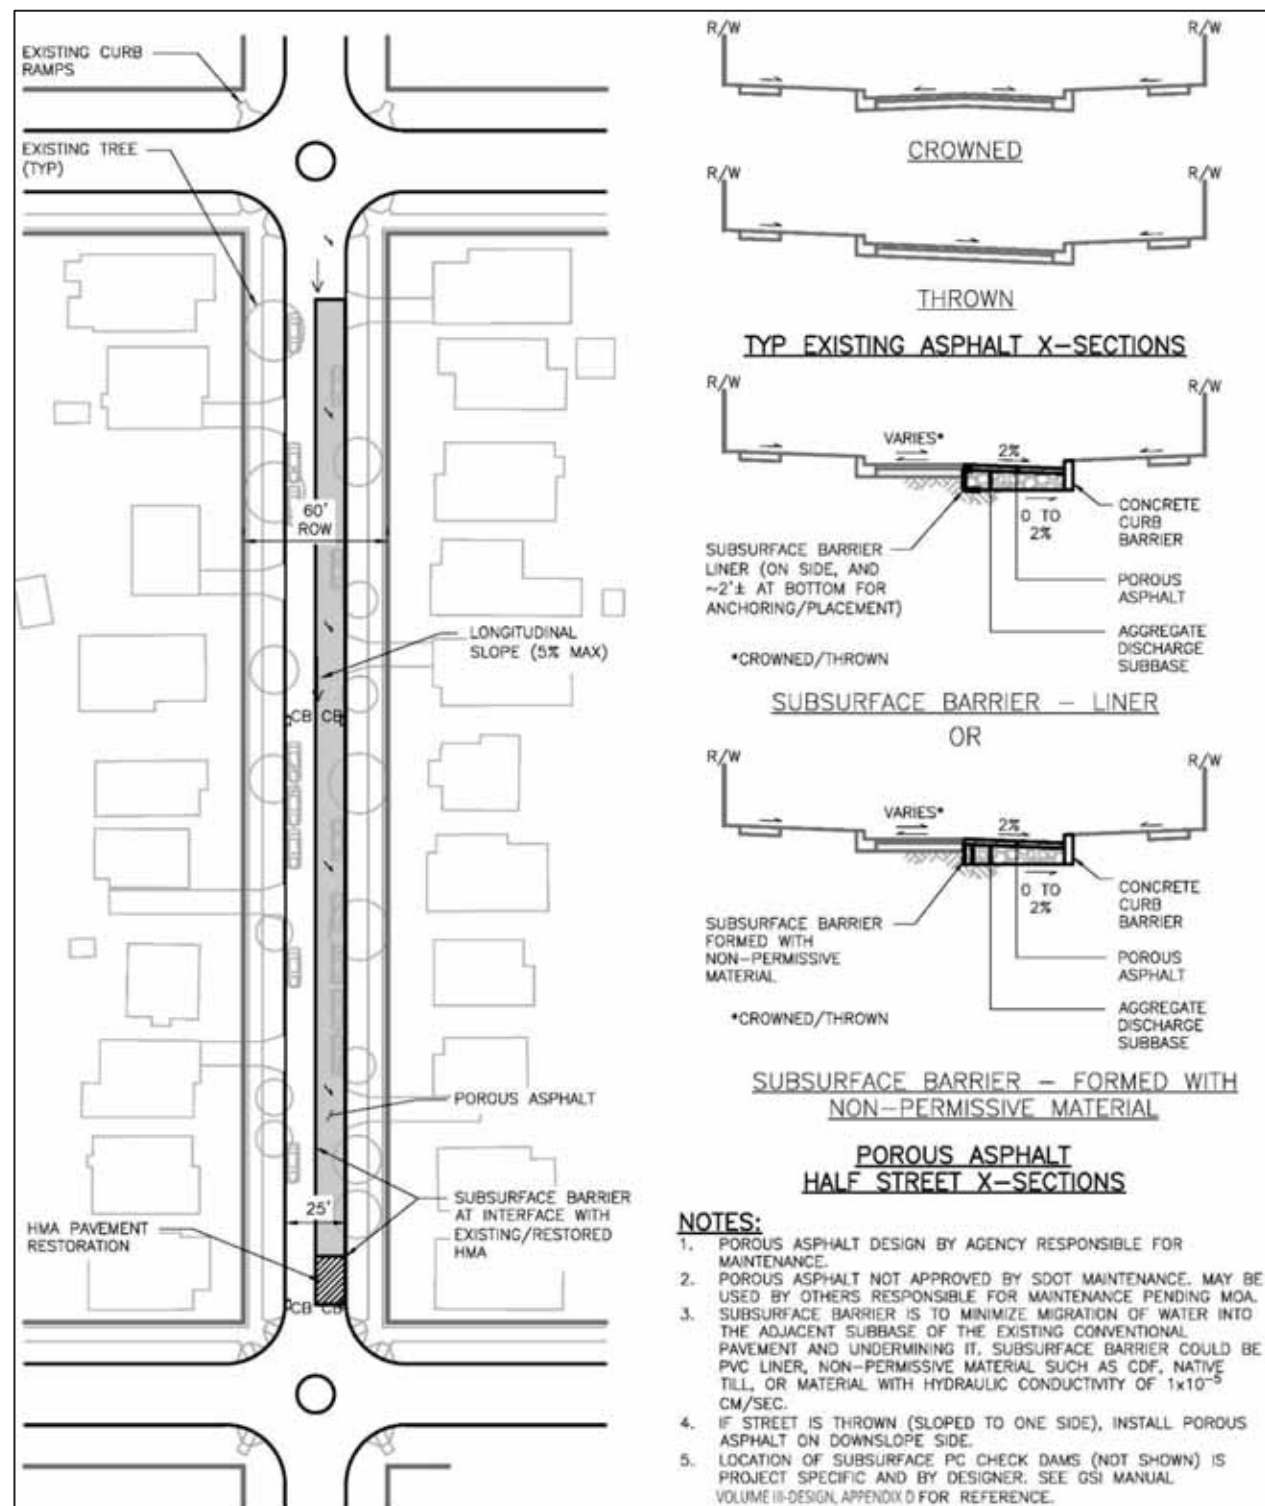 EXISTING CURB
RAMPS
EXISTING TREE
(TYP)
60'
ROW
LONGITUDINAL
SLOPE (5% MAX)
CB CB
POROUS ASPHALT
25'
SUBSURFACE BARRIER
AT INTERFACE WITH
EXISTING/RESTORED
HMA
HMA PAVEMENT
RESTORATION
CB CB
R/W R/W
CROWNED
R/W R/W
THROWN
TYP EXISTING ASPHALT X-SECTIONS
R/W R/W
VARIES*
2%
0 TO
2%
CONCRETE
CURB
BARRIER
SUBSURFACE BARRIER
LINER (ON SIDE, AND
~2'± AT BOTTOM FOR
ANCHORING/PLACEMENT)
POROUS
ASPHALT
AGGREGATE
DISCHARGE
SUBBASE
*CROWNED/THROWN
SUBSURFACE BARRIER - LINER
OR
R/W R/W
VARIES*
2%
0 TO
2%
CONCRETE
CURB
BARRIER
SUBSURFACE BARRIER
FORMED WITH
NON-PERMISSIVE
MATERIAL
POROUS
ASPHALT
AGGREGATE
DISCHARGE
SUBBASE
*CROWNED/THROWN
SUBSURFACE BARRIER - FORMED WITH
NON-PERMISSIVE MATERIAL
POROUS ASPHALT
HALF STREET X-SECTIONS
NOTES:
1. POROUS ASPHALT DESIGN BY AGENCY RESPONSIBLE FOR
MAINTENANCE.
2. POROUS ASPHALT NOT APPROVED BY SDOT MAINTENANCE. MAY BE
USED BY OTHERS RESPONSIBLE FOR MAINTENANCE PENDING MOA.
3. SUBSURFACE BARRIER IS TO MINIMIZE MIGRATION OF WATER INTO
THE ADJACENT SUBBASE OF THE EXISTING CONVENTIONAL
PAVEMENT AND UNDERMINING IT. SUBSURFACE BARRIER COULD BE
PVC LINER, NON-PERMISSIVE MATERIAL SUCH AS CDF, NATIVE
TILL, OR MATERIAL WITH HYDRAULIC CONDUCTIVITY OF 1x10⁻⁵
CM/SEC.
4. IF STREET IS THROWN (SLOPED TO ONE SIDE), INSTALL POROUS
ASPHALT ON DOWNSLOPE SIDE.
5. LOCATION OF SUBSURFACE PC CHECK DAMS (NOT SHOWN) IS
PROJECT SPECIFIC AND BY DESIGNER. SEE GSI MANUAL
VOLUME III-DESIGN, APPENDIX D FOR REFERENCE.